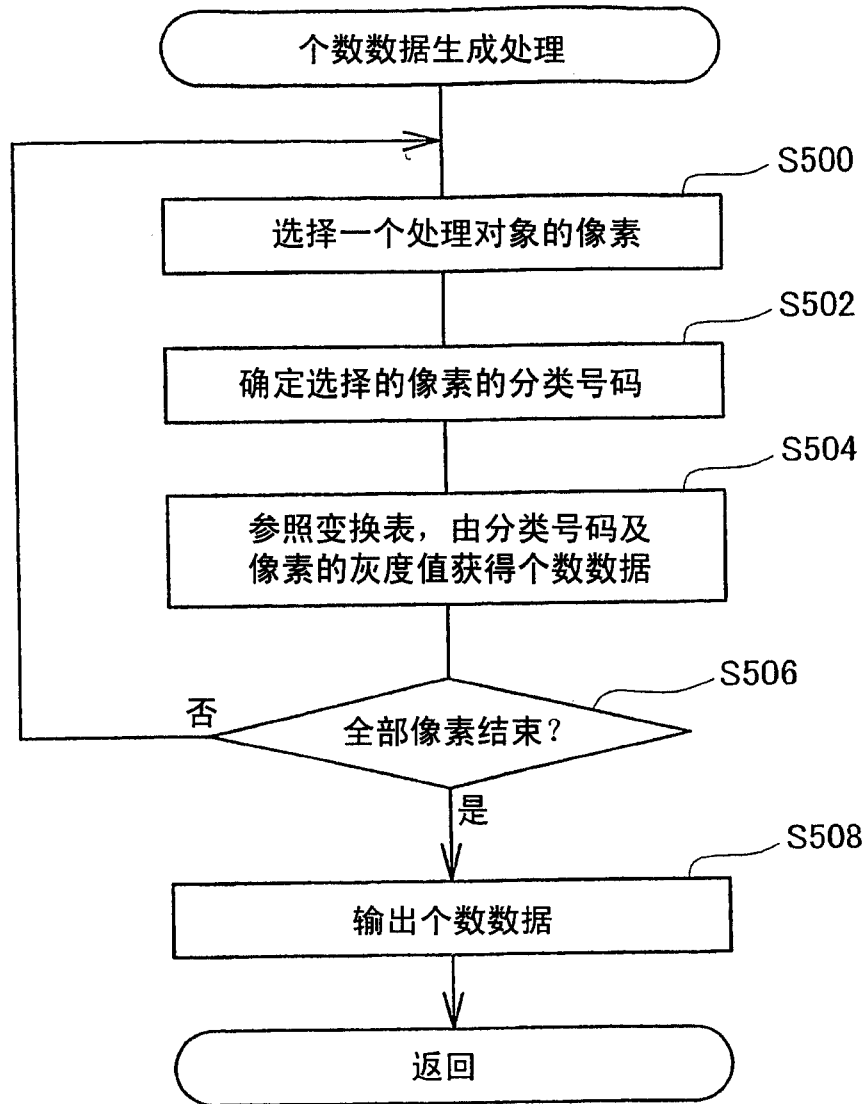 个数数据生成处理
S500
选择一个处理对象的像素
S502
确定选择的像素的分类号码
S504
参照变换表，由分类号码及
像素的灰度值获得个数数据
S506
否
全部像素结束？
是
S508
输出个数数据
返回